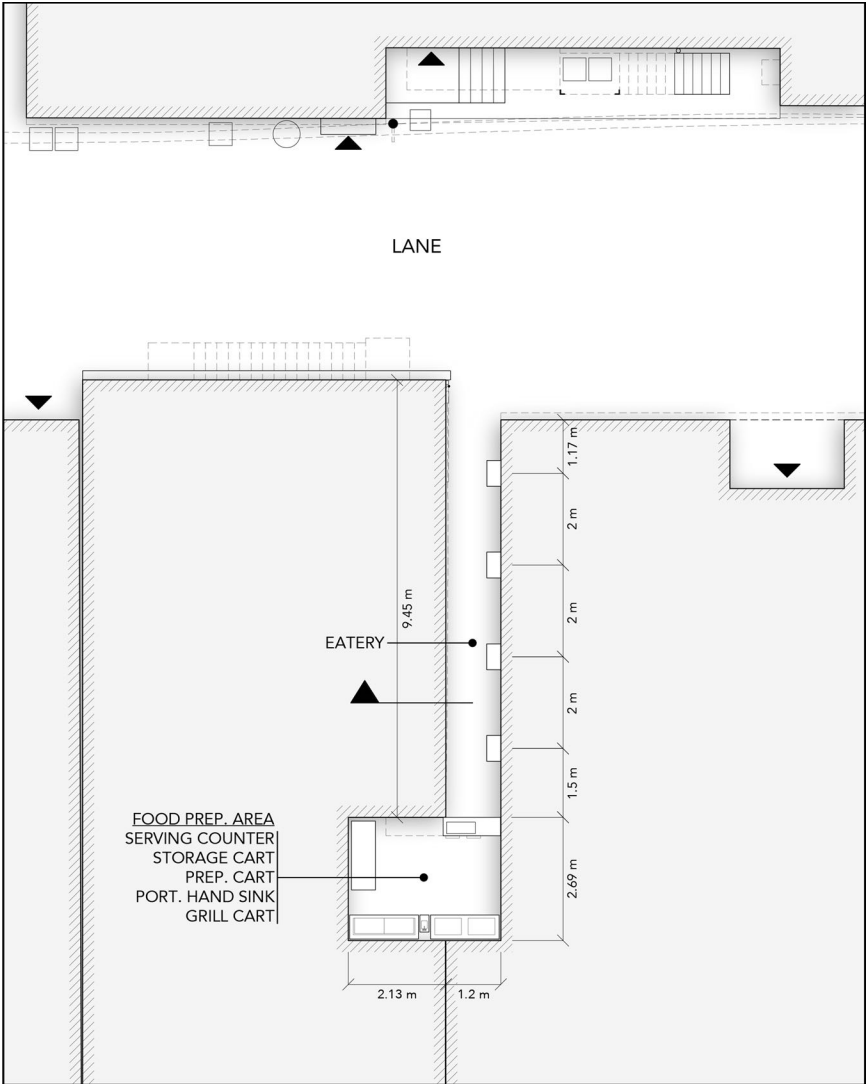 LANE
1.17 m
2 m
2 m
9.45 m
EATERY
2 m
1.5 m
FOOD PREP. AREA
SERVING COUNTER
STORAGE CART
PREP. CART
PORT. HAND SINK
GRILL CART
2.69 m
2.13 m
1.2 m